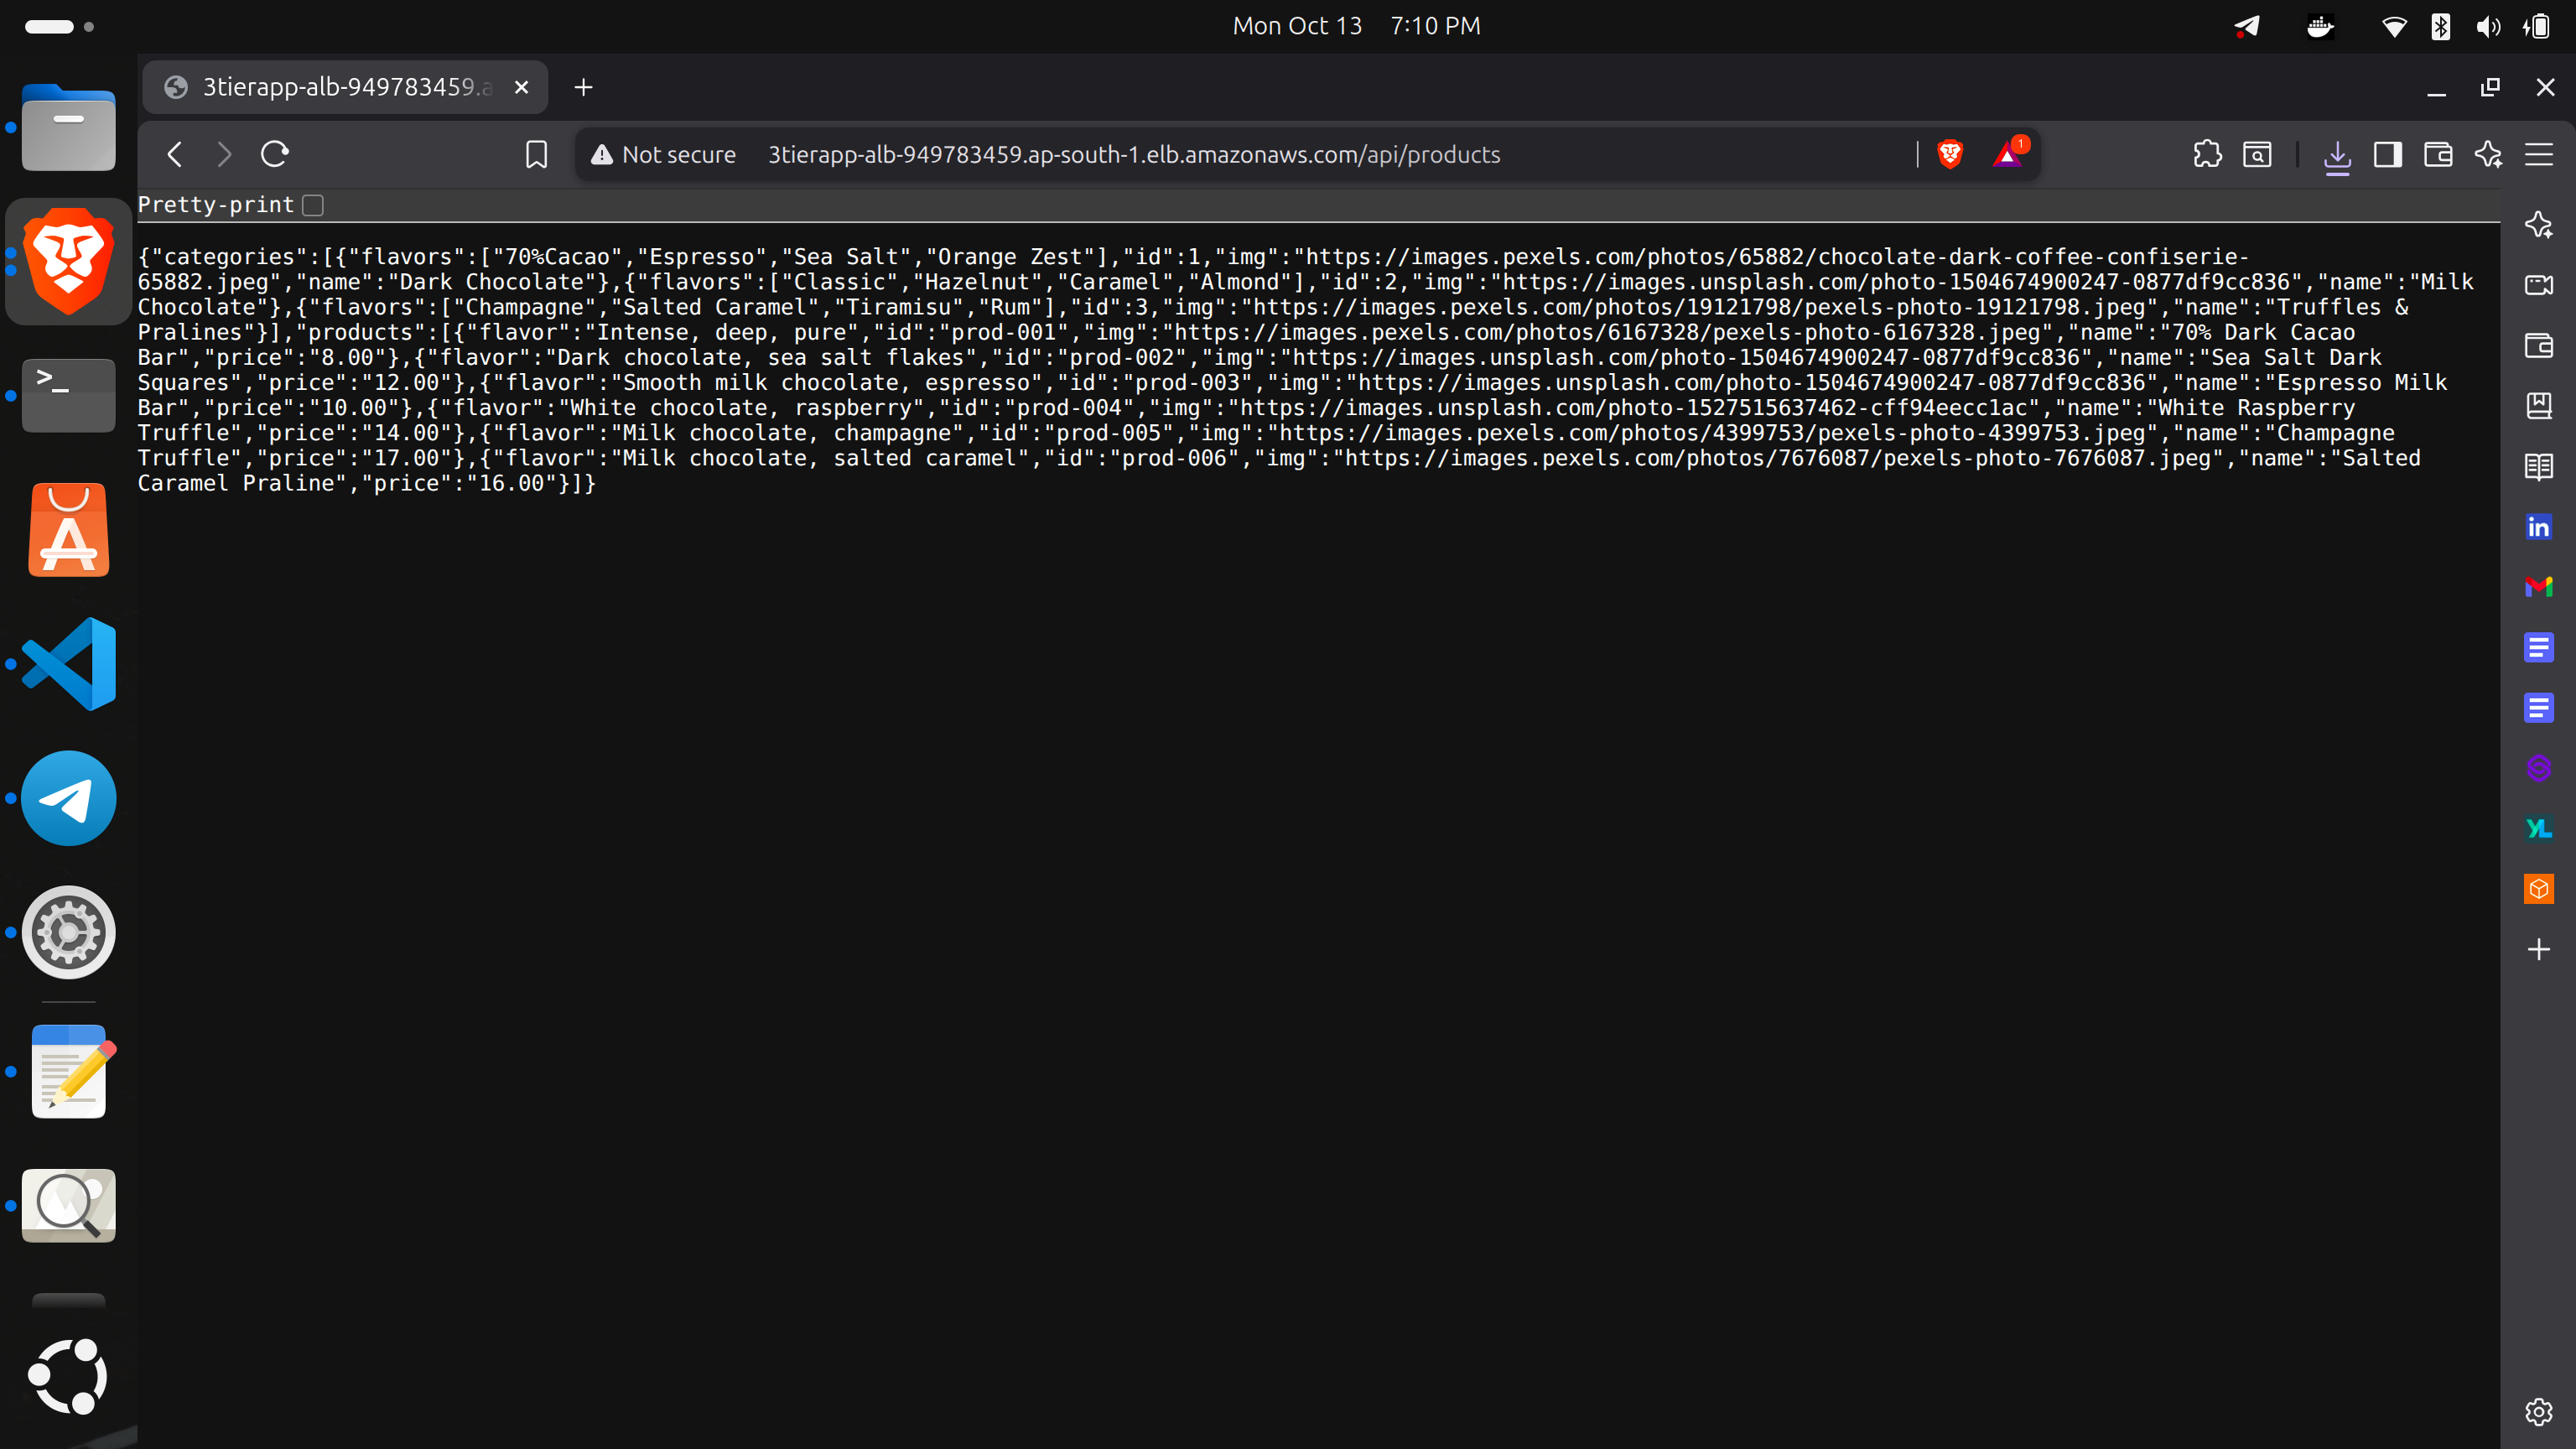 Mon Oct 13 7:10 PM
3tierapp-alb-949783459.a
Not secure 3tierapp-alb-949783459.ap-south-1.elb.amazonaws.com/api/products
1
Pretty-print
{"categories":[{"flavors":["70%Cacao","Espresso","Sea Salt","Orange Zest"],"id":1,"img":"https://images.pexels.com/photos/65882/chocolate-dark-coffee-confiserie-
65882.jpeg","name":"Dark Chocolate"},{"flavors":["Classic","Hazelnut","Caramel","Almond"],"id":2,"img":"https://images.unsplash.com/photo-1504674900247-0877df9cc836","name":"Milk
Chocolate"},{"flavors":["Champagne","Salted Caramel","Tiramisu","Rum"],"id":3,"img":"https://images.pexels.com/photos/19121798/pexels-photo-19121798.jpeg","name":"Truffles &
Pralines"}],"products":[{"flavor":"Intense, deep, pure","id":"prod-001","img":"https://images.pexels.com/photos/6167328/pexels-photo-6167328.jpeg","name":"70% Dark Cacao
Bar","price":"8.00"},{"flavor":"Dark chocolate, sea salt flakes","id":"prod-002","img":"https://images.unsplash.com/photo-1504674900247-0877df9cc836","name":"Sea Salt Dark
Squares","price":"12.00"},{"flavor":"Smooth milk chocolate, espresso","id":"prod-003","img":"https://images.unsplash.com/photo-1504674900247-0877df9cc836","name":"Espresso Milk
Bar","price":"10.00"},{"flavor":"White chocolate, raspberry","id":"prod-004","img":"https://images.unsplash.com/photo-1527515637462-cff94eecc1ac","name":"White Raspberry
Truffle","price":"14.00"},{"flavor":"Milk chocolate, champagne","id":"prod-005","img":"https://images.pexels.com/photos/4399753/pexels-photo-4399753.jpeg","name":"Champagne
Truffle","price":"17.00"},{"flavor":"Milk chocolate, salted caramel","id":"prod-006","img":"https://images.pexels.com/photos/7676087/pexels-photo-7676087.jpeg","name":"Salted
Caramel Praline","price":"16.00"}]}
in
YL